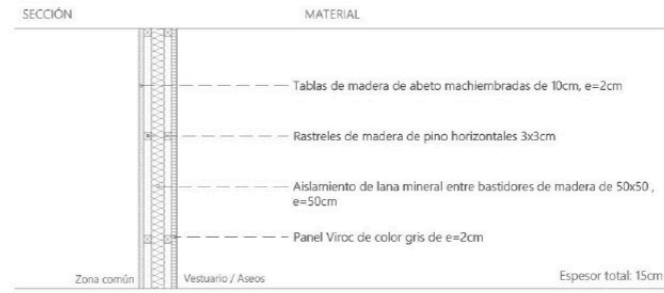 SECCIÓN
MATERIAL
Tablas de madera de abeto machiembradas de 10cm, e=2cm
Rastreles de madera de pino horizontales 3x3cm
Aislamiento de lana mineral entre bastidores de madera de 50x50 ,
e=50cm
Panel Viroc de color gris de e=2cm
Zona común
Vestuario / Aseos
Espesor total: 15cm